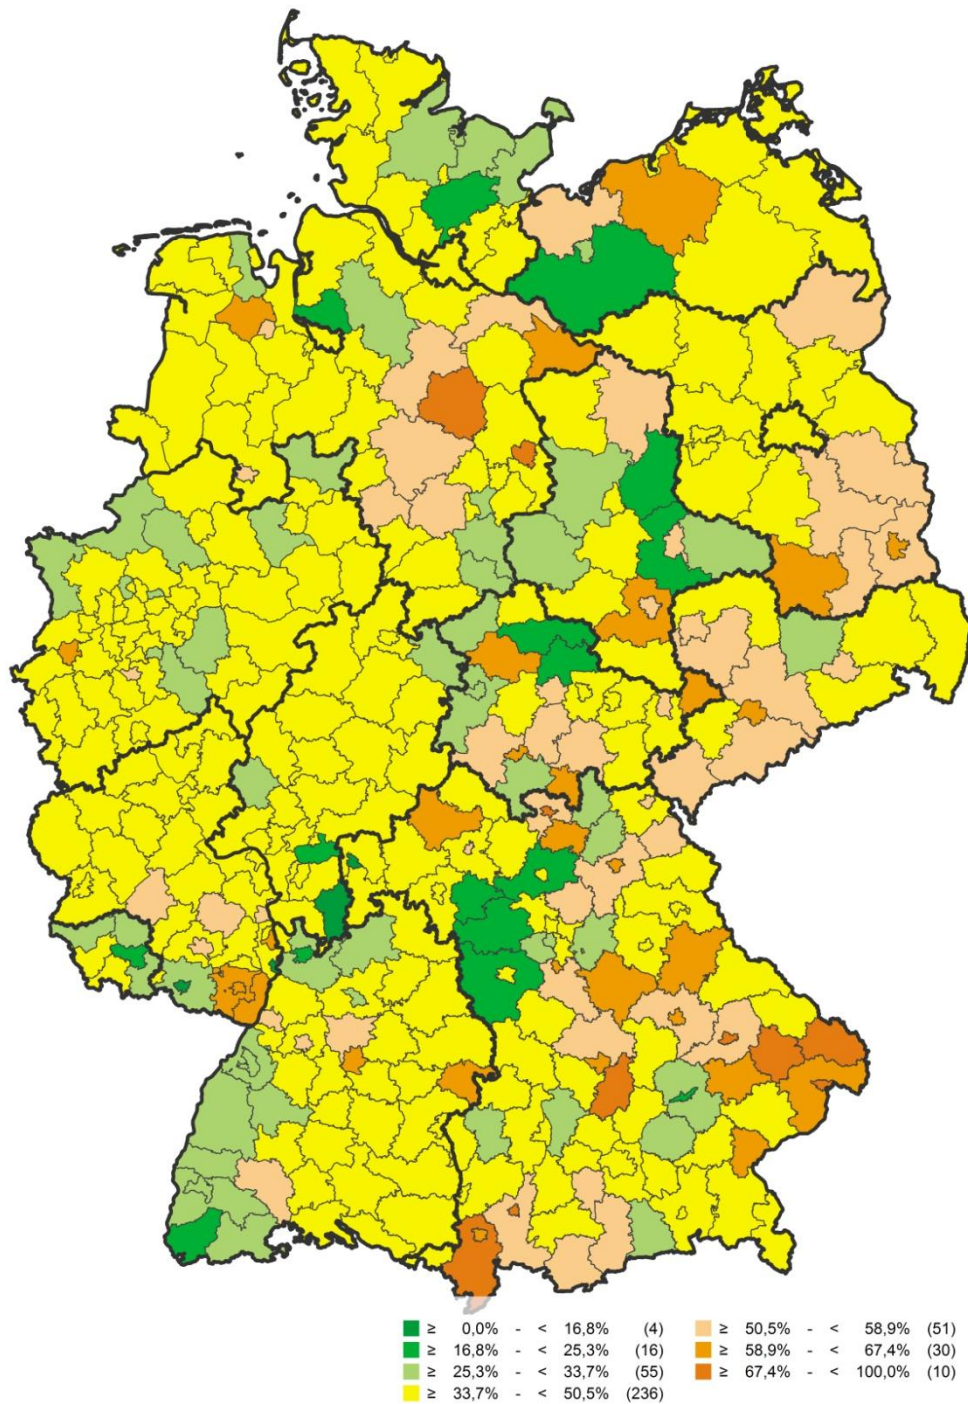 ≥ 0,0% - < 16,8% (4)
≥ 16,8% - < 25,3% (16)
≥ 25,3% - < 33,7% (55)
≥ 33,7% - < 50,5% (236)
≥ 50,5% - < 58,9% (51)
≥ 58,9% - < 67,4% (30)
≥ 67,4% - < 100,0% (10)